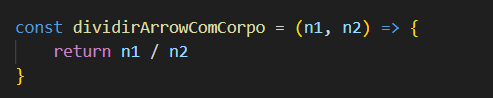 const dividirArrowComCorpo = (n1, n2) => {
    return n1 / n2
}